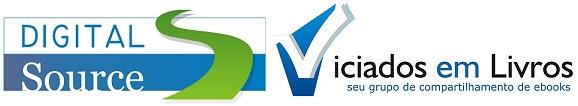 DIGITAL
Source
Viciados em Livros
seu grupo de compartilhamento de ebooks